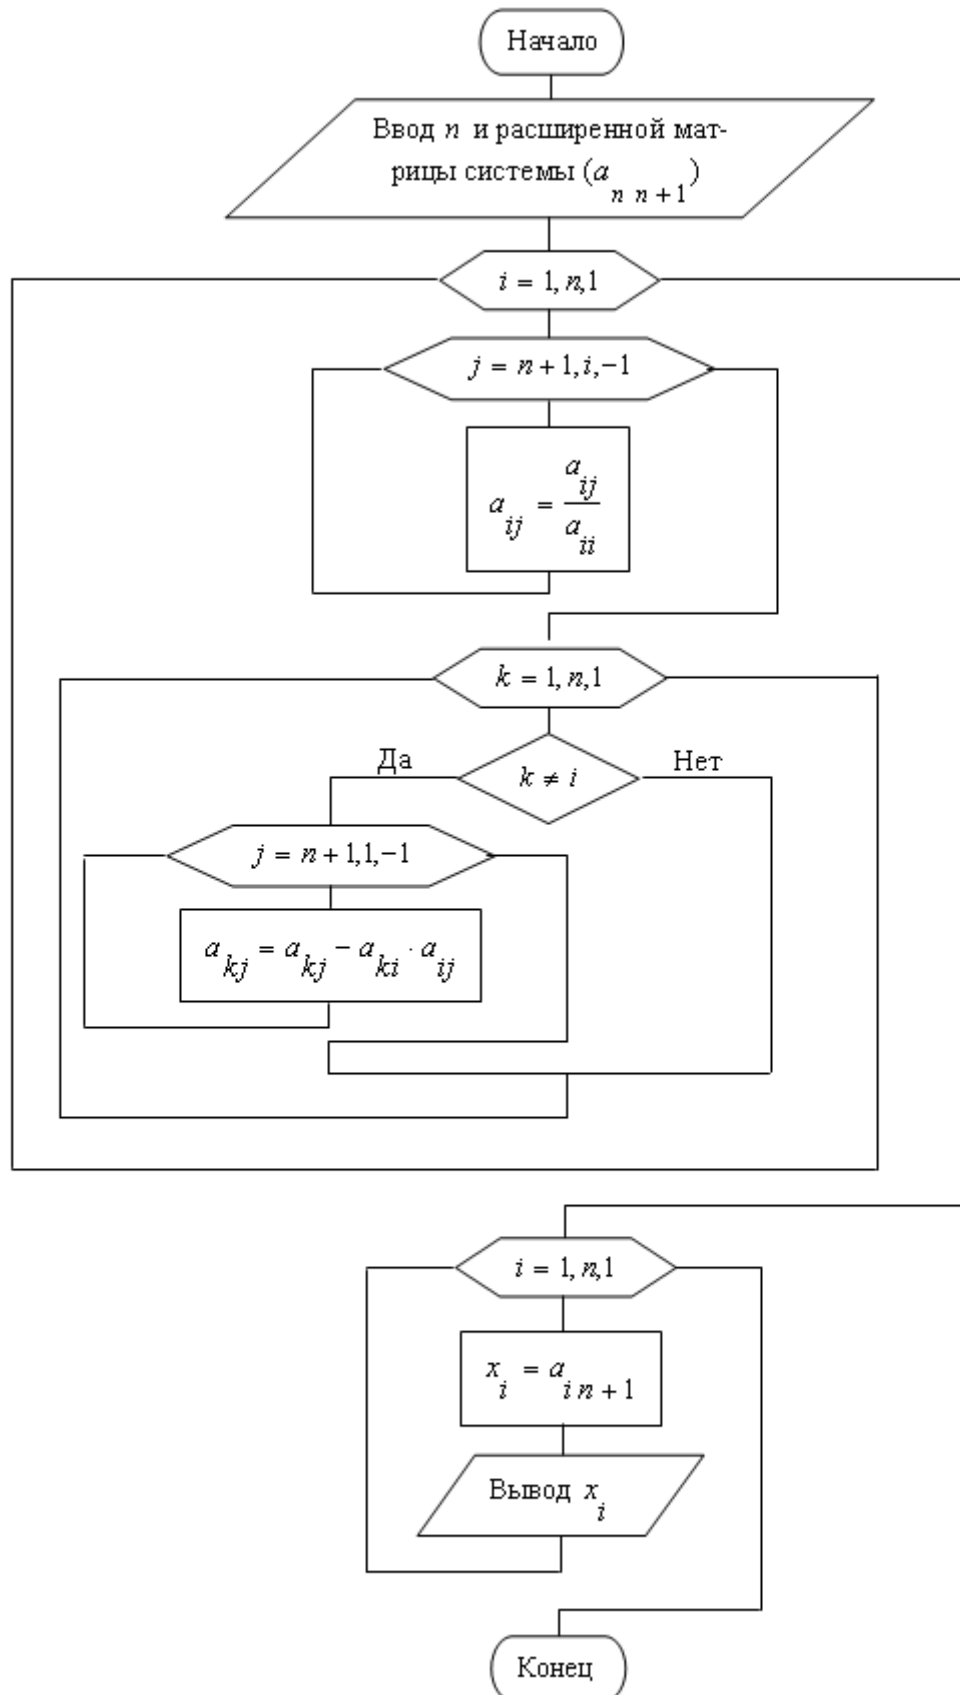 Начало
Ввод n и расширенной мат-
рицы системы (a n n + 1)
i = 1, n,1
j = n + 1, i, −1
a ij = a ij / a ii
k = 1, n,1
Да
k ≠ i
Нет
j = n + 1,1,−1
a kj = a kj − a ki · a ij
i = 1, n,1
x i = a i n + 1
Вывод x i
Конец